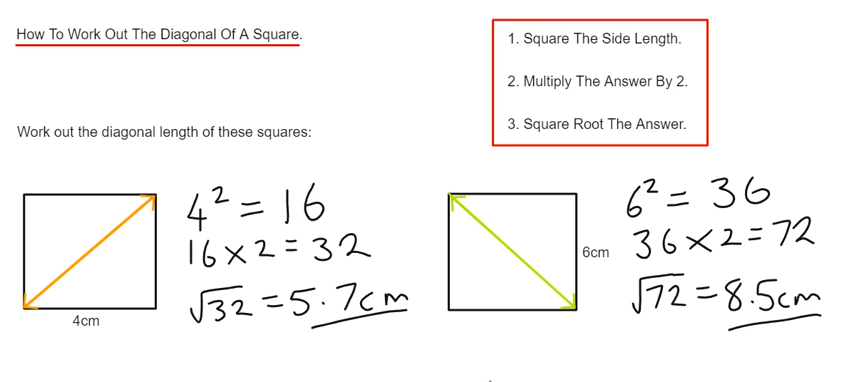 How To Work Out The Diagonal Of A Square.
1. Square The Side Length.
2. Multiply The Answer By 2.
3. Square Root The Answer.
Work out the diagonal length of these squares:
4² = 16
16 × 2 = 32
√32 = 5.7cm
4cm
6² = 36
36 × 2 = 72
√72 = 8.5cm
6cm